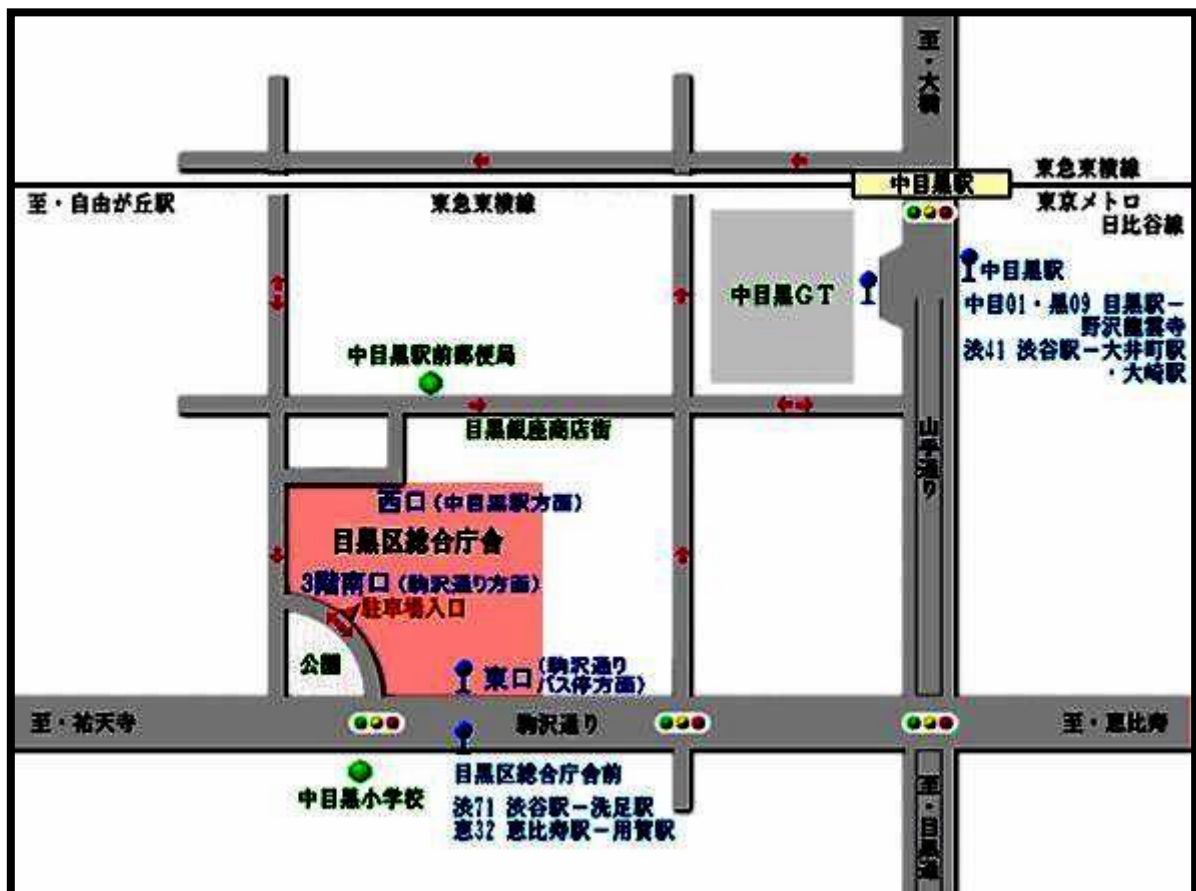 至・大橋
東急東横線
中目黒駅
至・自由が丘駅
東急東横線
東京メトロ
日比谷線
中目黒GT
中目黒駅
中目01・黒09 目黒駅－
野沢龍雲寺
渋41 渋谷駅－大井町駅
・大崎駅
中目黒駅前郵便局
目黒銀座商店街
山手通り
西口(中目黒駅方面)
目黒区総合庁舎
3階南口(駒沢通り方面)
駐車場入口
公園
東口
(駒沢通り
バス停方面)
至・祐天寺
駒沢通り
至・恵比寿
目黒区総合庁舎前
中目黒小学校
渋71 渋谷駅－洗足駅
恵32 恵比寿駅－用賀駅
至・目黒通